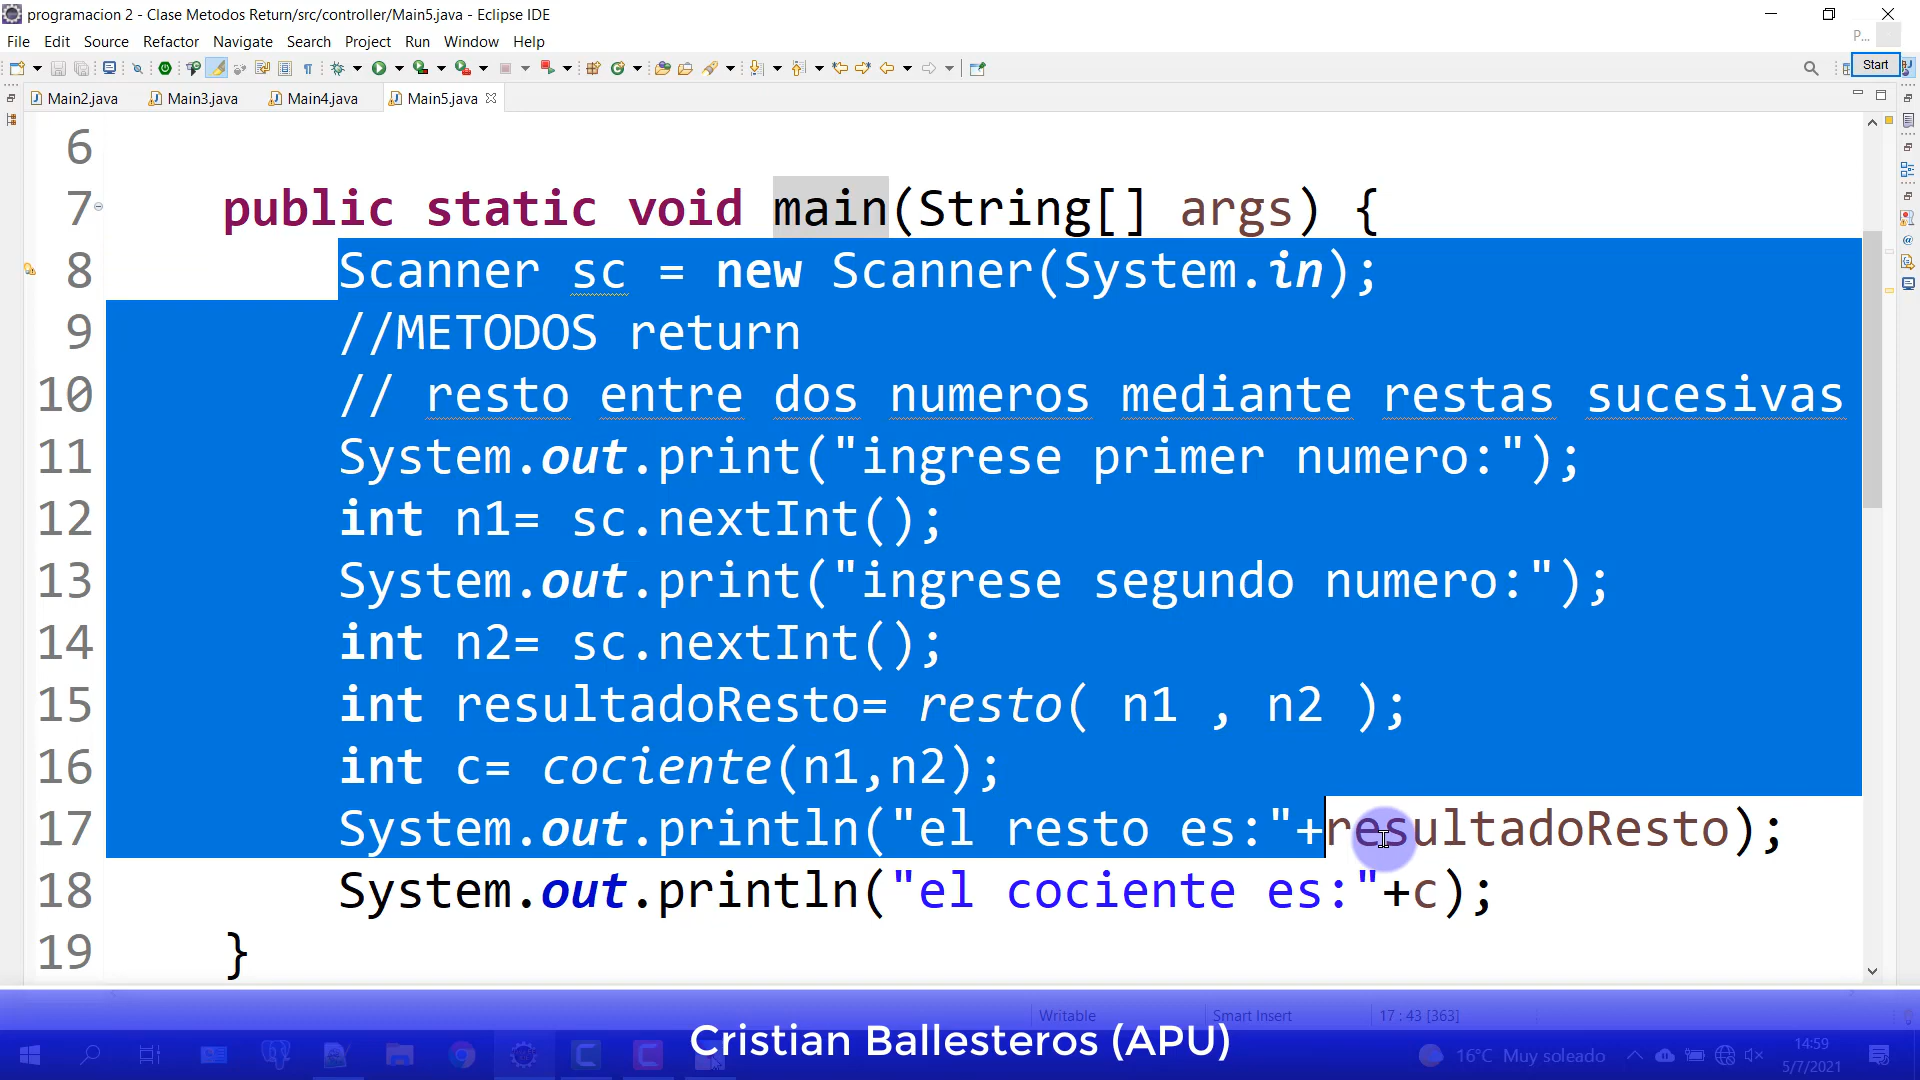 programacion 2 - Clase Metodos Return/src/controller/Main5.java - Eclipse IDE
File Edit Source Refactor Navigate Search Project Run Window Help
P...
Start
Main2.java Main3.java Main4.java Main5.java
6
7 public static void main(String[] args) {
8 Scanner sc = new Scanner(System.in);
9 //METODOS return
10 // resto entre dos numeros mediante restas sucesivas
11 System.out.print("ingrese primer numero:");
12 int n1= sc.nextInt();
13 System.out.print("ingrese segundo numero:");
14 int n2= sc.nextInt();
15 int resultadoResto= resto( n1 , n2 );
16 int c= cociente(n1,n2);
17 System.out.println("el resto es:"+resultadoResto);
18 System.out.println("el cociente es:"+c);
19 }
Writable Smart Insert 17 : 43 [363]
Cristian Ballesteros (APU)
16°C Muy soleado
14:59
5/7/2021